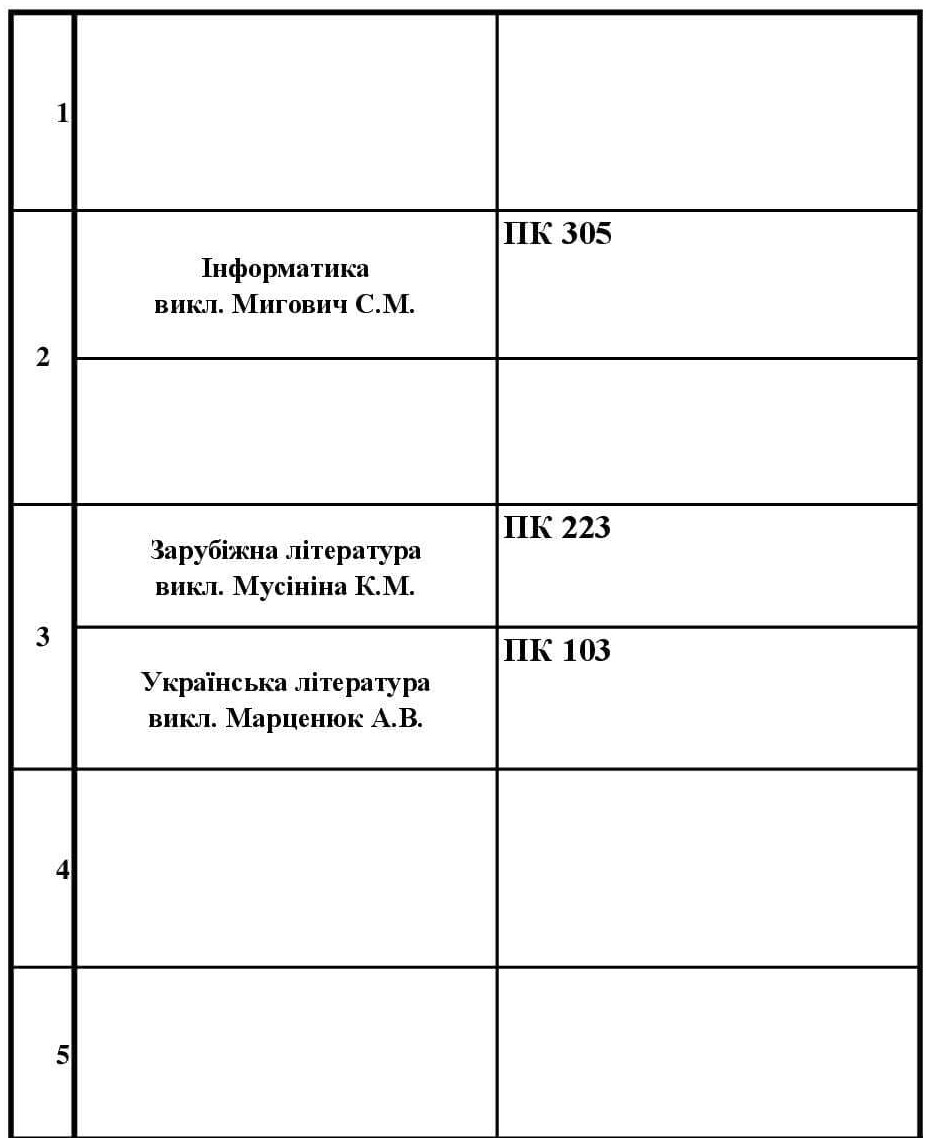 1
ПК 305
Інформатика
викл. Мигович С.М.
2
ПК 223
Зарубіжна література
викл. Мусініна К.М.
3
ПК 103
Українська література
викл. Марценюк А.В.
4
5